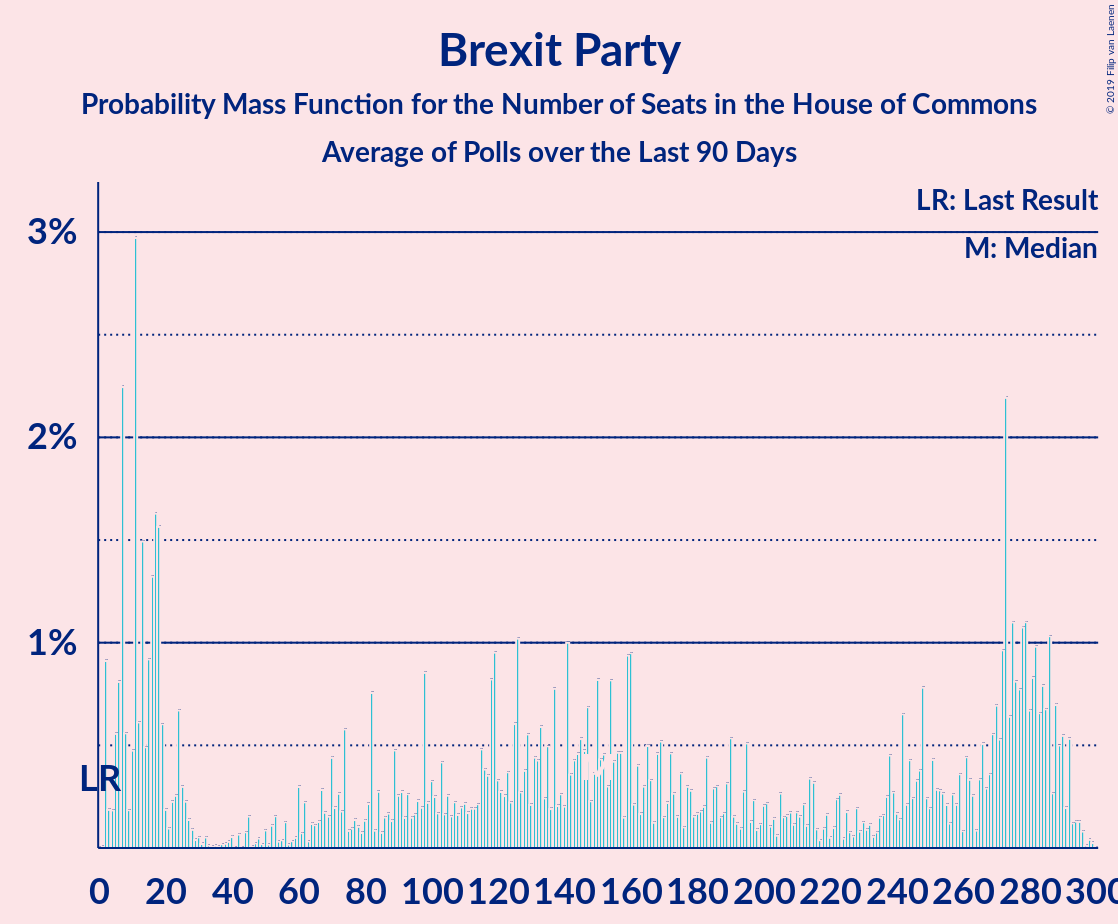 Brexit Party
Probability Mass Function for the Number of Seats in the House of Commons
Average of Polls over the Last 90 Days
© 2019 Filip van Laenen
LR: Last Result
M: Median
3%
2%
1%
LR
0 20 40 60 80 100 120 140 160 180 200 220 240 260 280 300